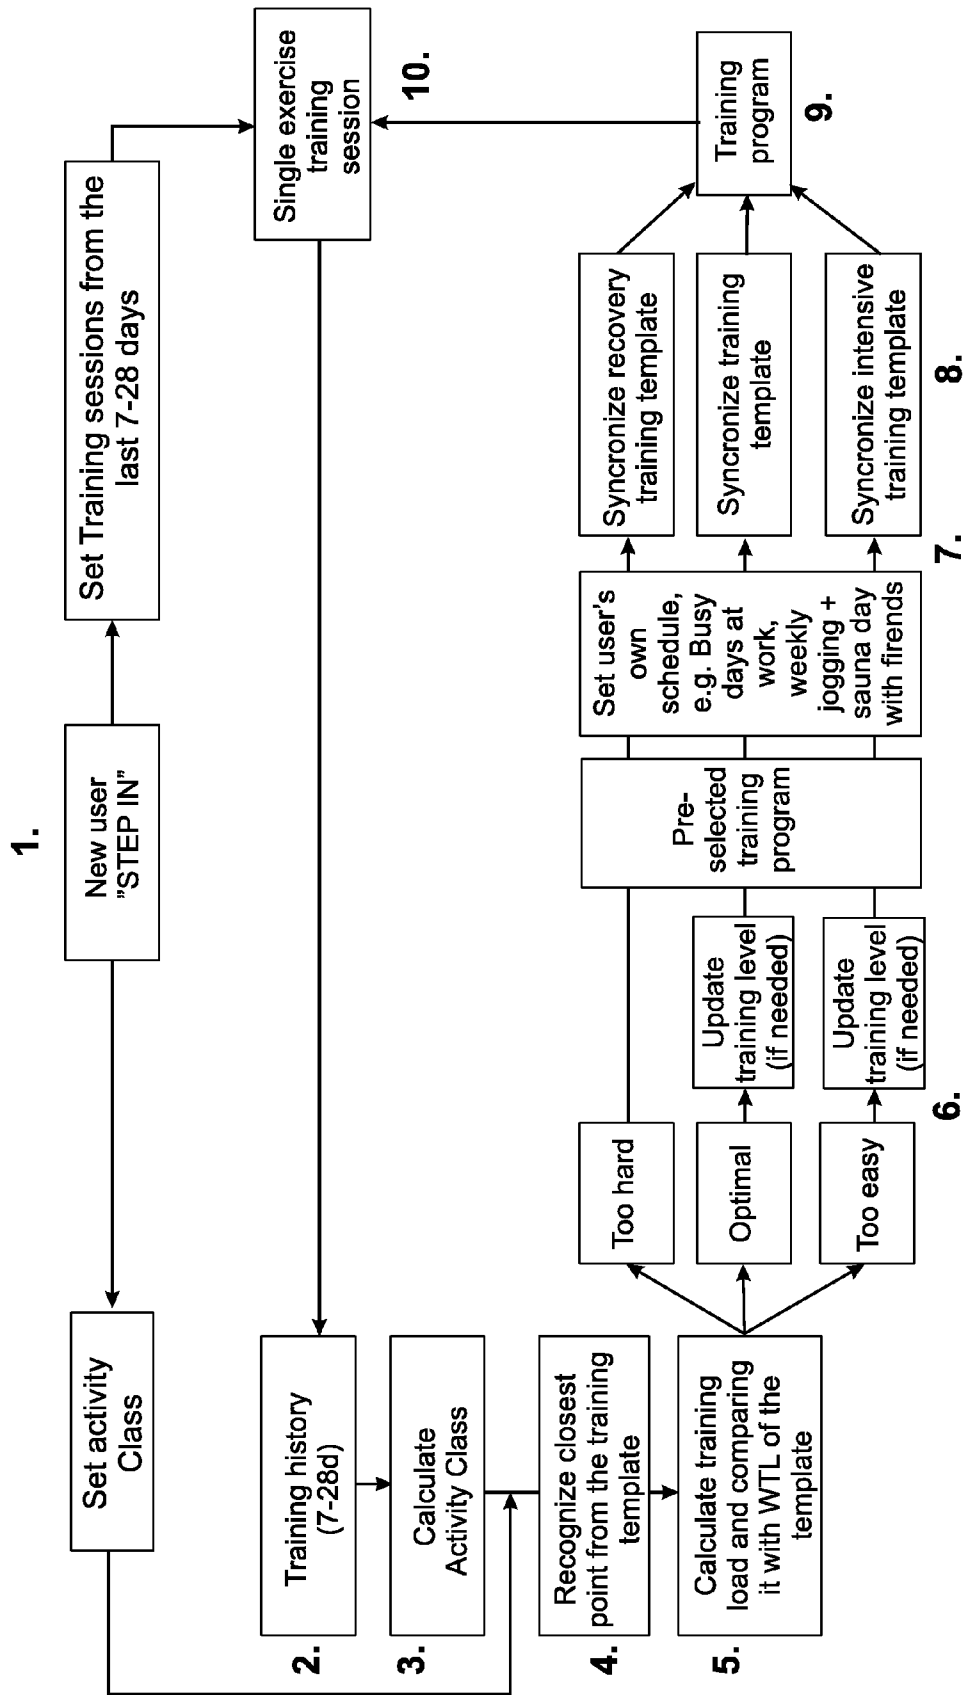 1.
New user
"STEP IN"
Set activity
Class
Set Training sessions from the
last 7-28 days
Single exercise
training
session
10.
2.
Training history
(7-28d)
3.
Calculate
Activity Class
4.
Recognize closest
point from the training
template
5.
Calculate training
load and comparing
it with WTL of the
template
Too hard
Optimal
Too easy
6.
Update
training level
(if needed)
Update
training level
(if needed)
Pre-
selected
training
program
Set user's
own
schedule,
e.g. Busy
days at
work,
weekly
jogging +
sauna day
with firends
7.
Syncronize recovery
training template
Syncronize training
template
Syncronize intensive
training template
8.
Training
program
9.